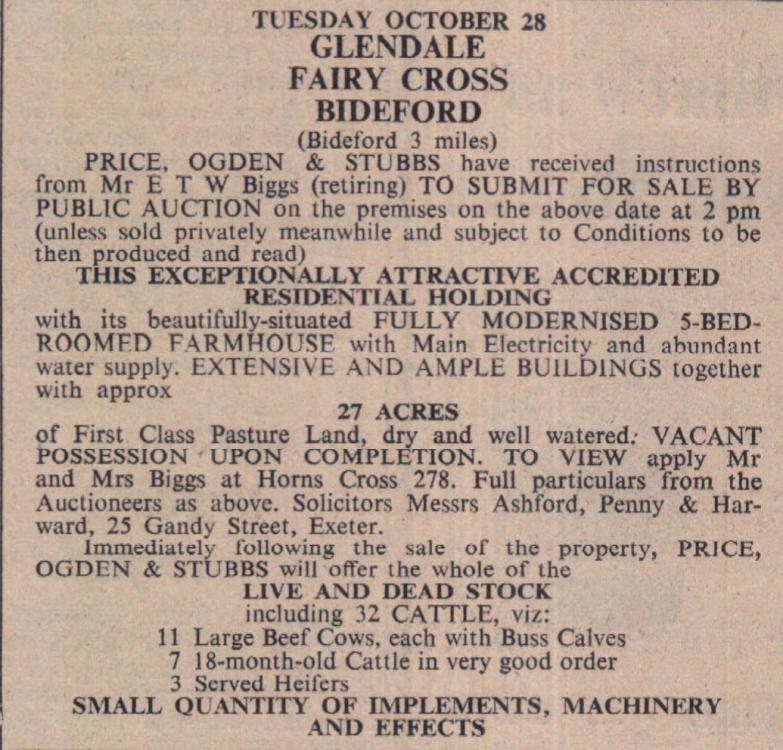 TUESDAY OCTOBER 28
GLENDALE
FAIRY CROSS
BIDEFORD
(Bideford 3 miles)
PRICE, OGDEN & STUBBS have received instructions
from Mr E T W Biggs (retiring) TO SUBMIT FOR SALE BY
PUBLIC AUCTION on the premises on the above date at 2 pm
(unless sold privately meanwhile and subject to Conditions to be
then produced and read)
THIS EXCEPTIONALLY ATTRACTIVE ACCREDITED
RESIDENTIAL HOLDING
with its beautifully-situated FULLY MODERNISED 5-BED-
ROOMED FARMHOUSE with Main Electricity and abundant
water supply. EXTENSIVE AND AMPLE BUILDINGS together
with approx
27 ACRES
of First Class Pasture Land, dry and well watered. VACANT
POSSESSION UPON COMPLETION. TO VIEW apply Mr
and Mrs Biggs at Horns Cross 278. Full particulars from the
Auctioneers as above. Solicitors Messrs Ashford, Penny & Har-
ward, 25 Gandy Street, Exeter.
Immediately following the sale of the property, PRICE,
OGDEN & STUBBS will offer the whole of the
LIVE AND DEAD STOCK
including 32 CATTLE, viz:
11 Large Beef Cows, each with Buss Calves
7 18-month-old Cattle in very good order
3 Served Heifers
SMALL QUANTITY OF IMPLEMENTS, MACHINERY
AND EFFECTS